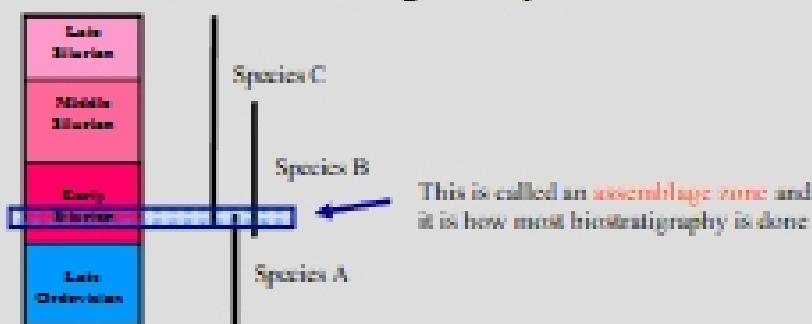 Late
Silurian
Species C
Middle
Silurian
Species B
Early
Silurian
This is called an assemblage zone and
it is how most biostratigraphy is done
Species A
Late
Ordovician